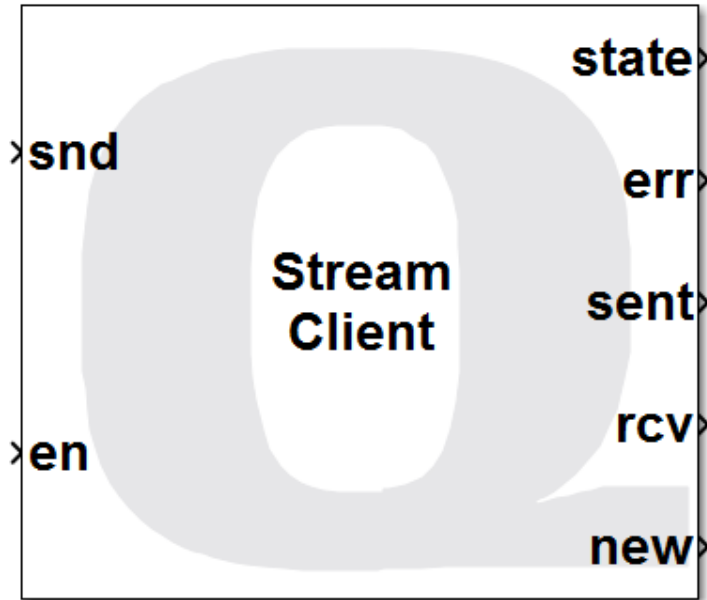 state
snd
err
Stream
Client
sent
rcv
en
new